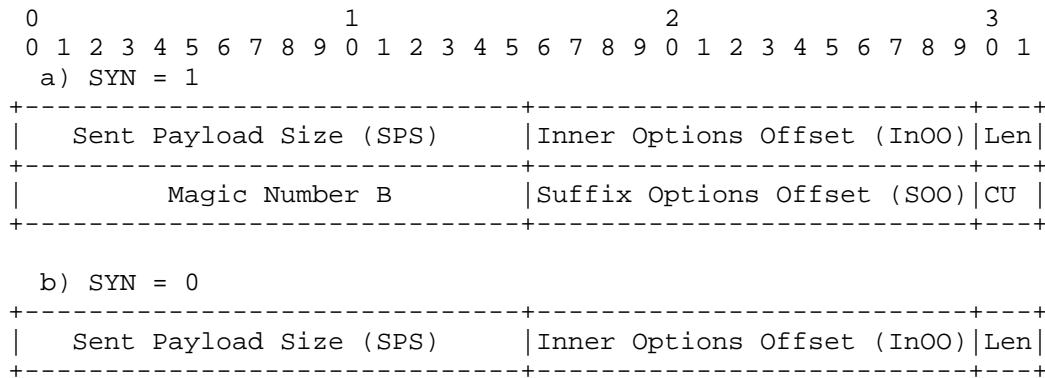 0                   1                   2                   3
 0 1 2 3 4 5 6 7 8 9 0 1 2 3 4 5 6 7 8 9 0 1 2 3 4 5 6 7 8 9 0 1
  a) SYN = 1
+-------------------------------+---------------------------+---+
|   Sent Payload Size (SPS)     |Inner Options Offset (InOO)|Len|
+-------------------------------+---------------------------+---+
|         Magic Number B        |Suffix Options Offset (SOO)|CU |
+-------------------------------+---------------------------+---+
  b) SYN = 0
+-------------------------------+---------------------------+---+
|   Sent Payload Size (SPS)     |Inner Options Offset (InOO)|Len|
+-------------------------------+---------------------------+---+